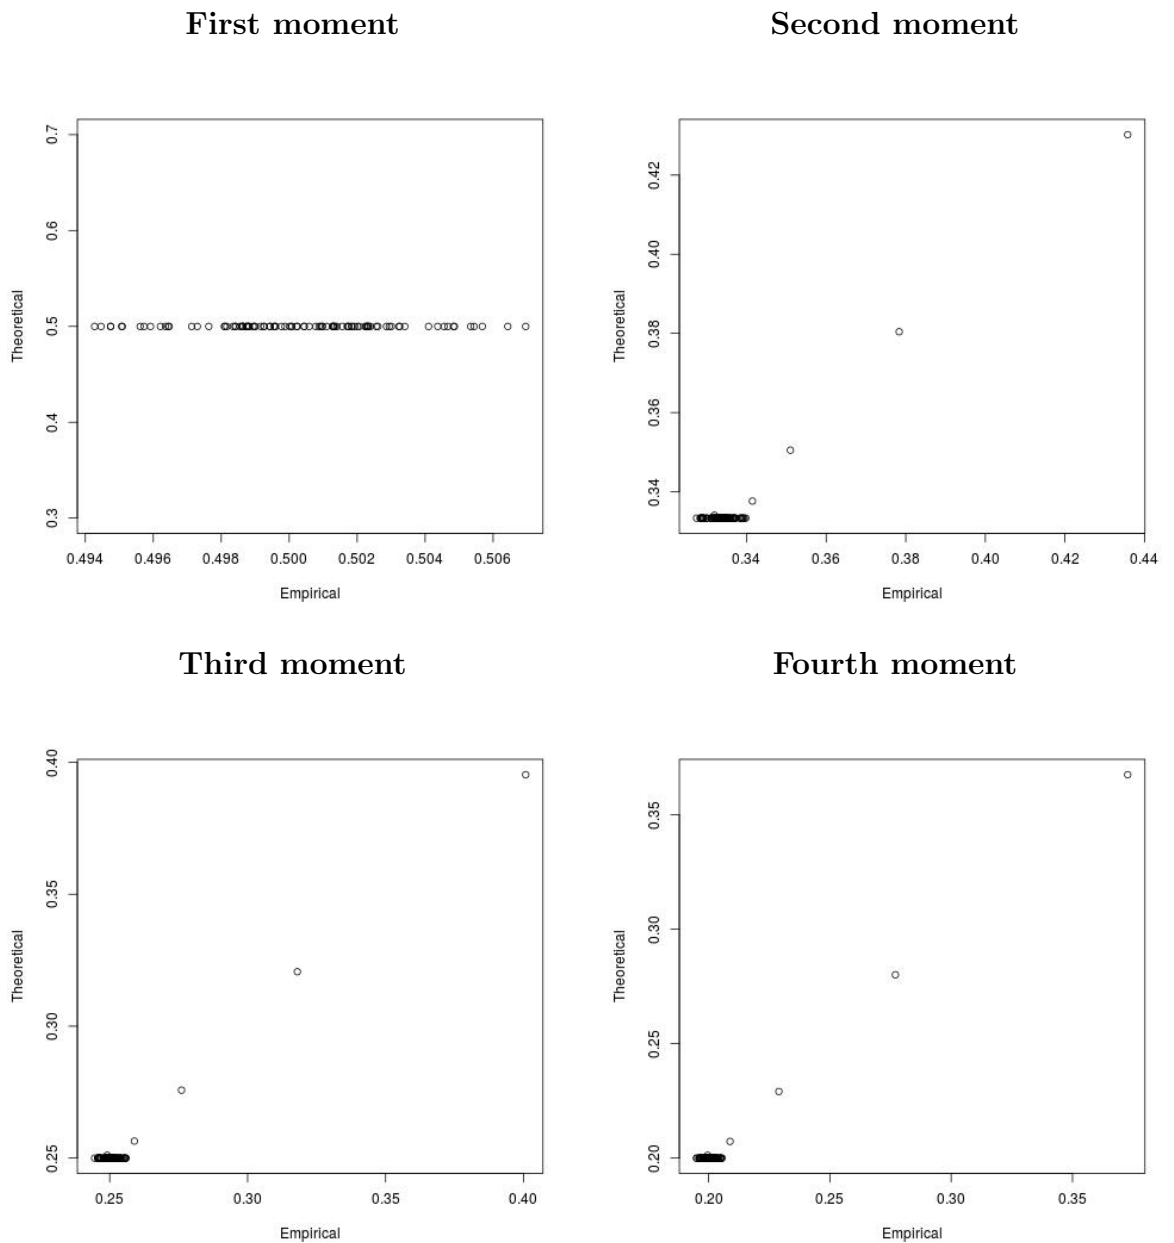 First moment
Second moment
0.7
0.6
0.5
0.4
0.3
Theoretical
0.494 0.496 0.498 0.500 0.502 0.504 0.506
Empirical
0.42
0.40
0.38
0.36
0.34
Theoretical
0.34 0.36 0.38 0.40 0.42 0.44
Empirical
Third moment
Fourth moment
0.40
0.35
0.30
0.25
Theoretical
0.25 0.30 0.35 0.40
Empirical
0.35
0.30
0.25
0.20
Theoretical
0.20 0.25 0.30 0.35
Empirical